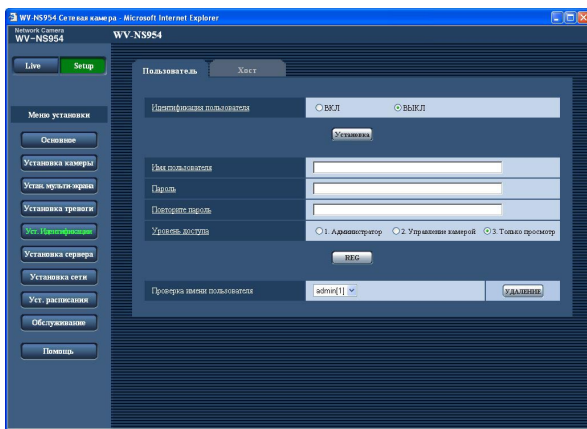 WV-NS954 Сетевая камера - Microsoft Internet Explorer
Network Camera
WV-NS954
WV-NS954
Live
Setup
Меню установки
Основное
Установка камеры
Устан. мульти-экрана
Установка тревоги
Уст. Идентификации
Установка сервера
Установка сети
Уст. расписания
Обслуживание
Помощь
Пользователь
Хост
Идентификация пользователя
ВКЛ
ВЫКЛ
Установка
Имя пользователя
Пароль
Повторите пароль
Уровень доступа
1. Администратор
2. Управление камерой
3. Только просмотр
REG
Проверка имени пользователя
admin[1]
УДАЛЕНИЕ